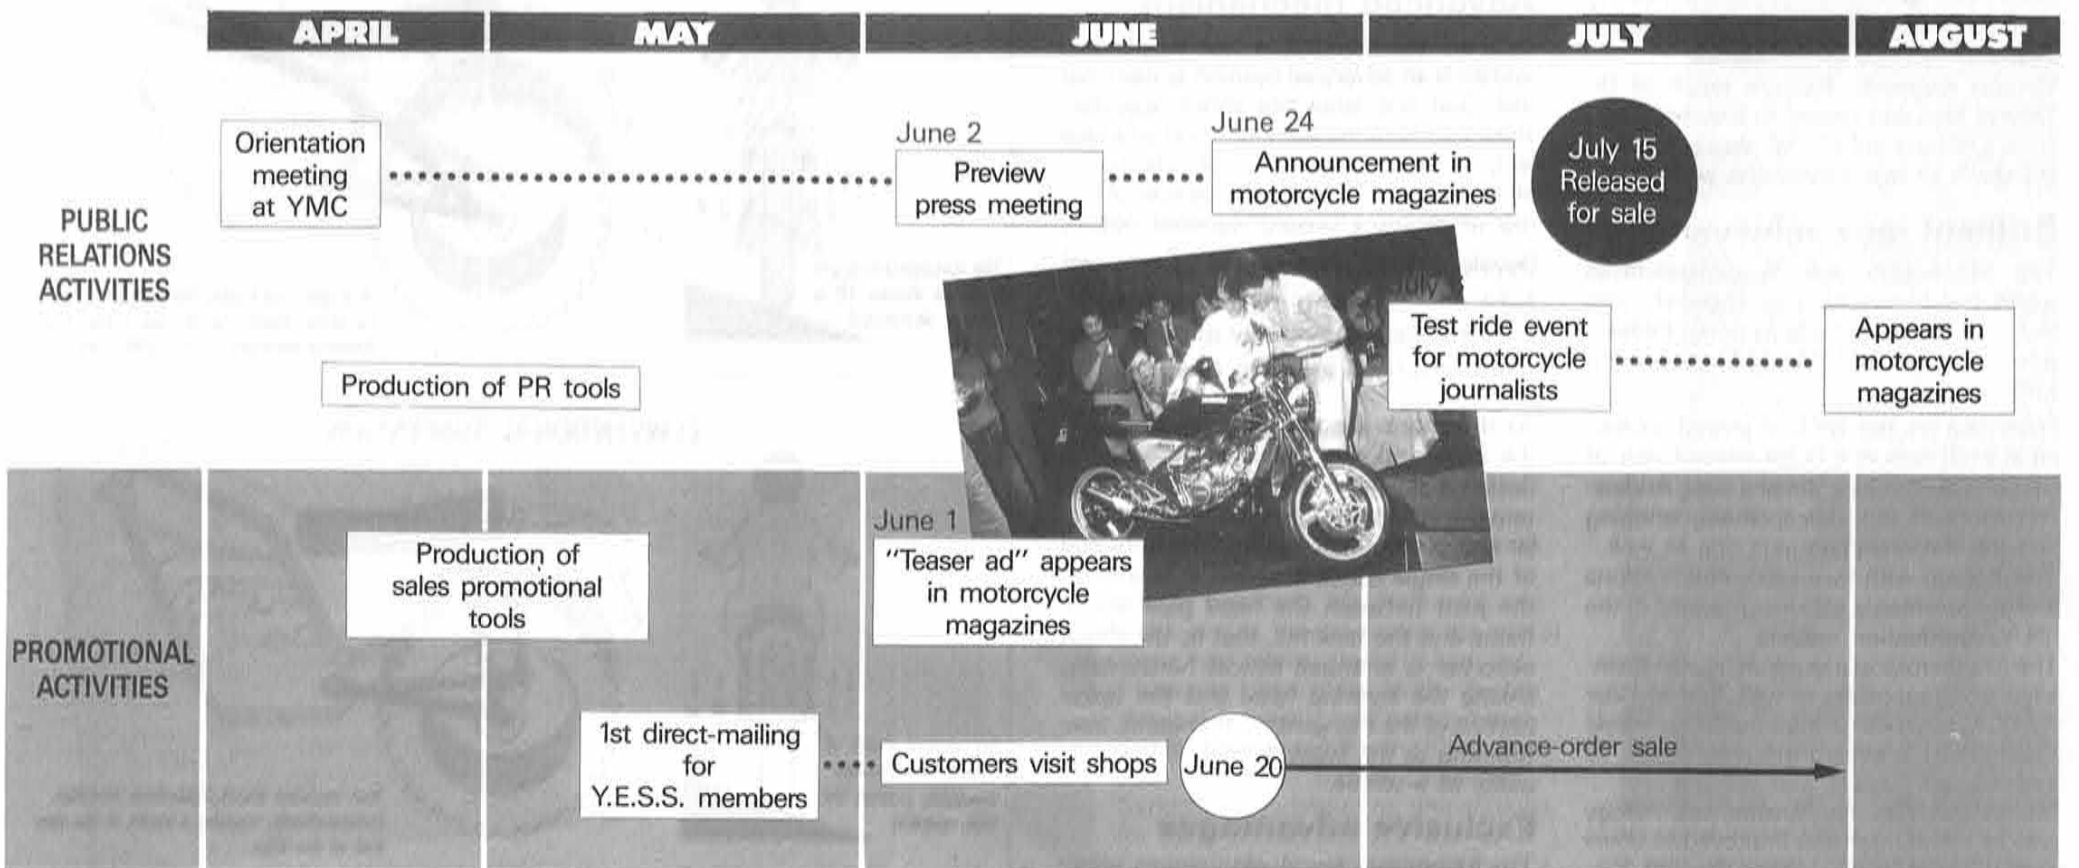 APRIL
MAY
JUNE
JULY
AUGUST
PUBLIC
RELATIONS
ACTIVITIES
Orientation
meeting
at YMC
June 2
Preview
press meeting
June 24
Announcement in
motorcycle magazines
July 15
Released
for sale
Production of PR tools
July
Test ride event
for motorcycle
journalists
Appears in
motorcycle
magazines
PROMOTIONAL
ACTIVITIES
Production of
sales promotional
tools
June 1
"Teaser ad" appears
in motorcycle
magazines
1st direct-mailing
for
Y.E.S.S. members
Customers visit shops
June 20
Advance-order sale